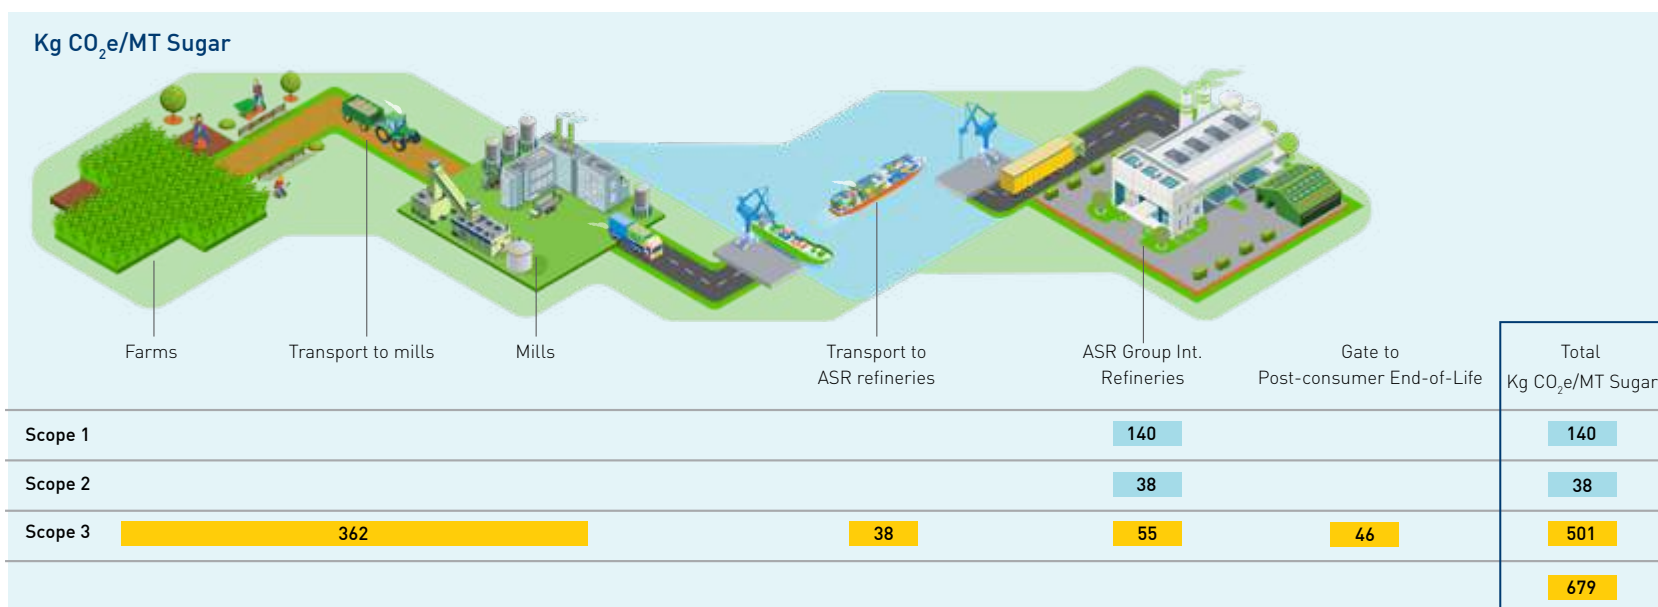 Kg CO₂e/MT Sugar
Farms
Transport to mills
Mills
Transport to
ASR refineries
ASR Group Int.
Refineries
Gate to
Post-consumer End-of-Life
Total
Kg CO₂e/MT Sugar
Scope 1
140
140
Scope 2
38
38
Scope 3
362
38
55
46
501
679